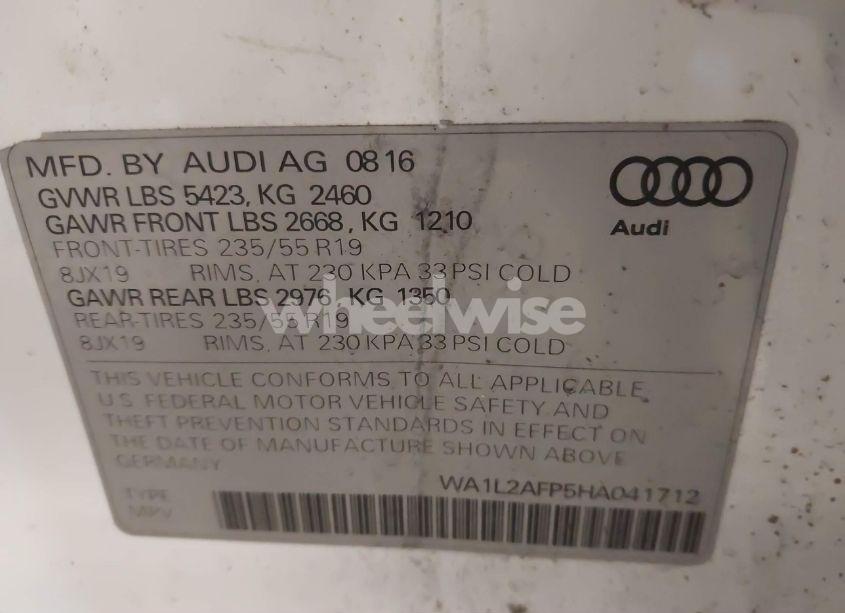 MFD. BY AUDI AG 08 16
GVWR LBS 5423, KG 2460
GAWR FRONT LBS 2668, KG 1210
FRONT-TIRES 235/55 R19
8JX19 RIMS, AT 230 KPA 33 PSI COLD
GAWR REAR LBS 2976, KG 1350
REAR-TIRES 235/55 R19
8JX19 RIMS, AT 230 KPA 33 PSI COLD
THIS VEHICLE CONFORMS TO ALL APPLICABLE
U.S. FEDERAL MOTOR VEHICLE SAFETY AND
THEFT PREVENTION STANDARDS IN EFFECT ON
THE DATE OF MANUFACTURE SHOWN ABOVE
GERMANY
WA1L2AFP5HA041712
TYPE
MPV
Audi
wheelwise